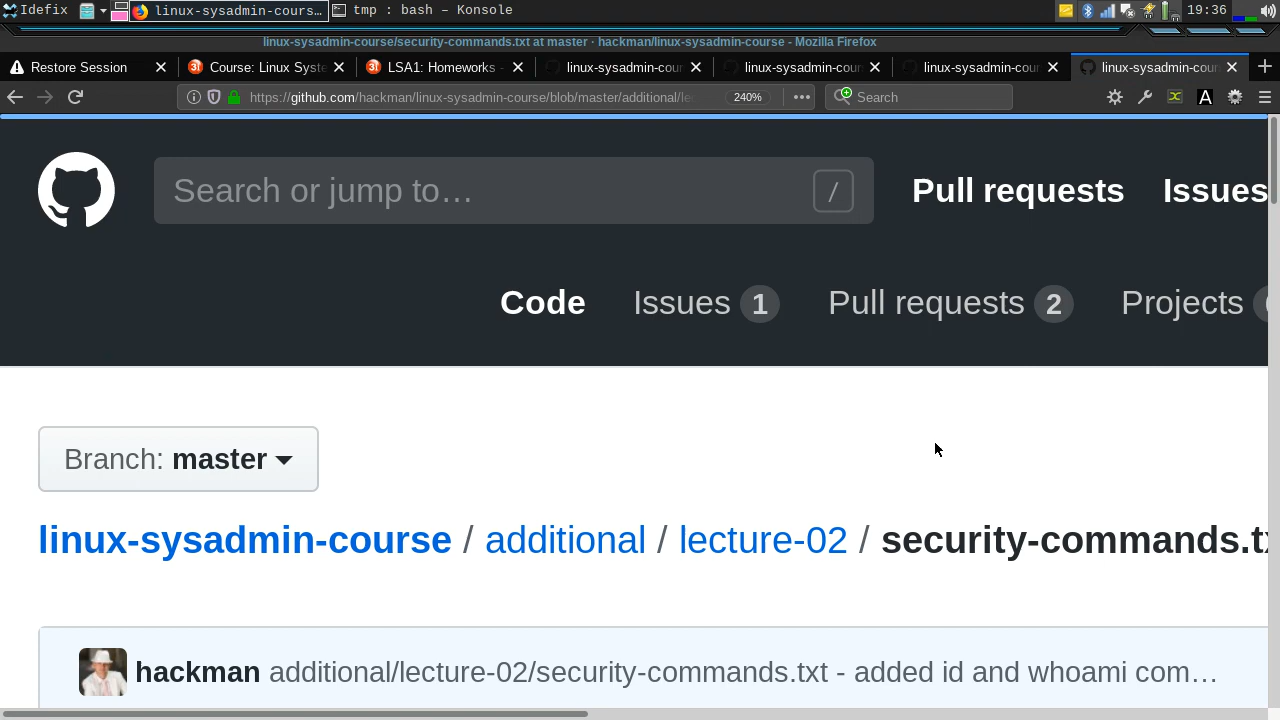 Idefix linux-sysadmin-cours… tmp : bash – Konsole 19:36
linux-sysadmin-course/security-commands.txt at master · hackman/linux-sysadmin-course - Mozilla Firefox
Restore Session Course: Linux Syste LSA1: Homeworks - linux-sysadmin-cour linux-sysadmin-cour linux-sysadmin-cour linux-sysadmin-cour
https://github.com/hackman/linux-sysadmin-course/blob/master/additional/le 240% Search A
Search or jump to… / Pull requests Issues
Code Issues 1 Pull requests 2 Projects
Branch: master
linux-sysadmin-course / additional / lecture-02 / security-commands.tx
hackman additional/lecture-02/security-commands.txt - added id and whoami com…